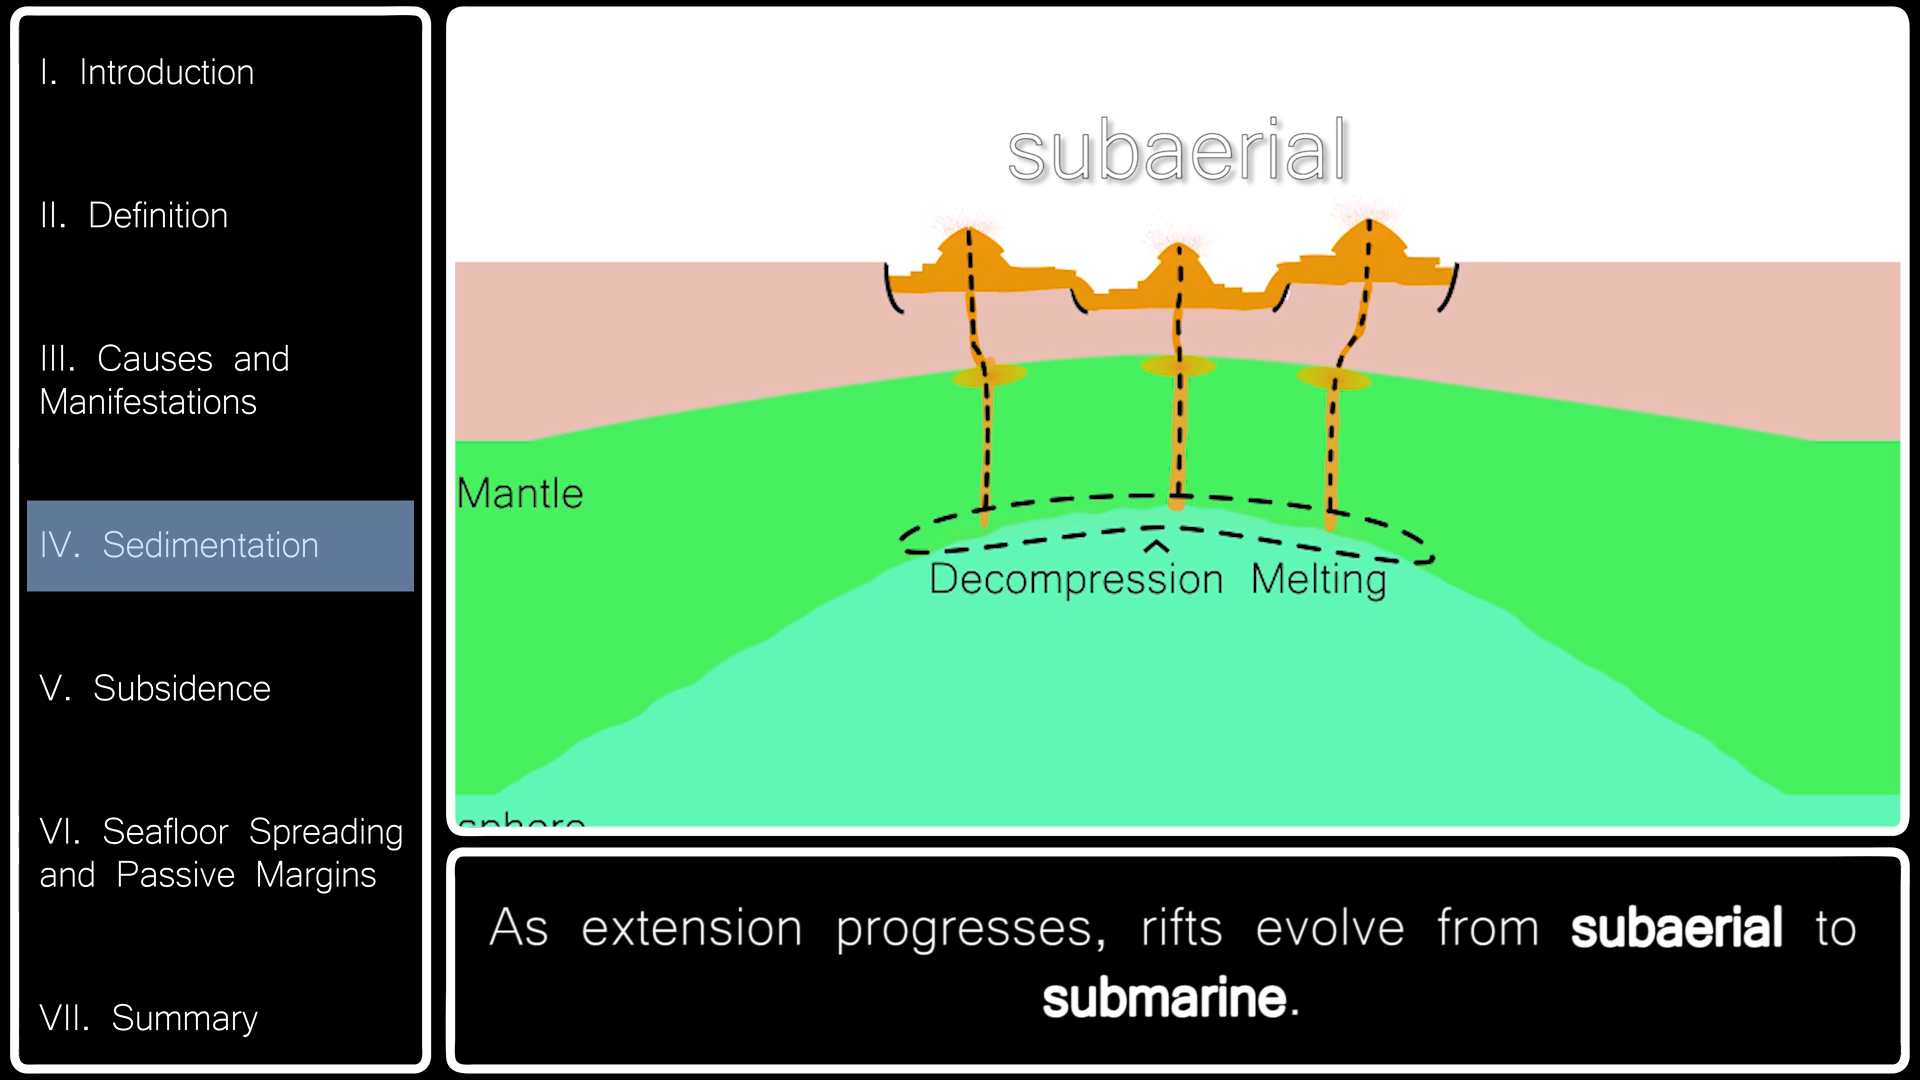 I. Introduction
II. Definition
III. Causes and
Manifestations
IV. Sedimentation
V. Subsidence
VI. Seafloor Spreading
and Passive Margins
VII. Summary
subaerial
Mantle
Decompression Melting
sphere
As extension progresses, rifts evolve from subaerial to
submarine.